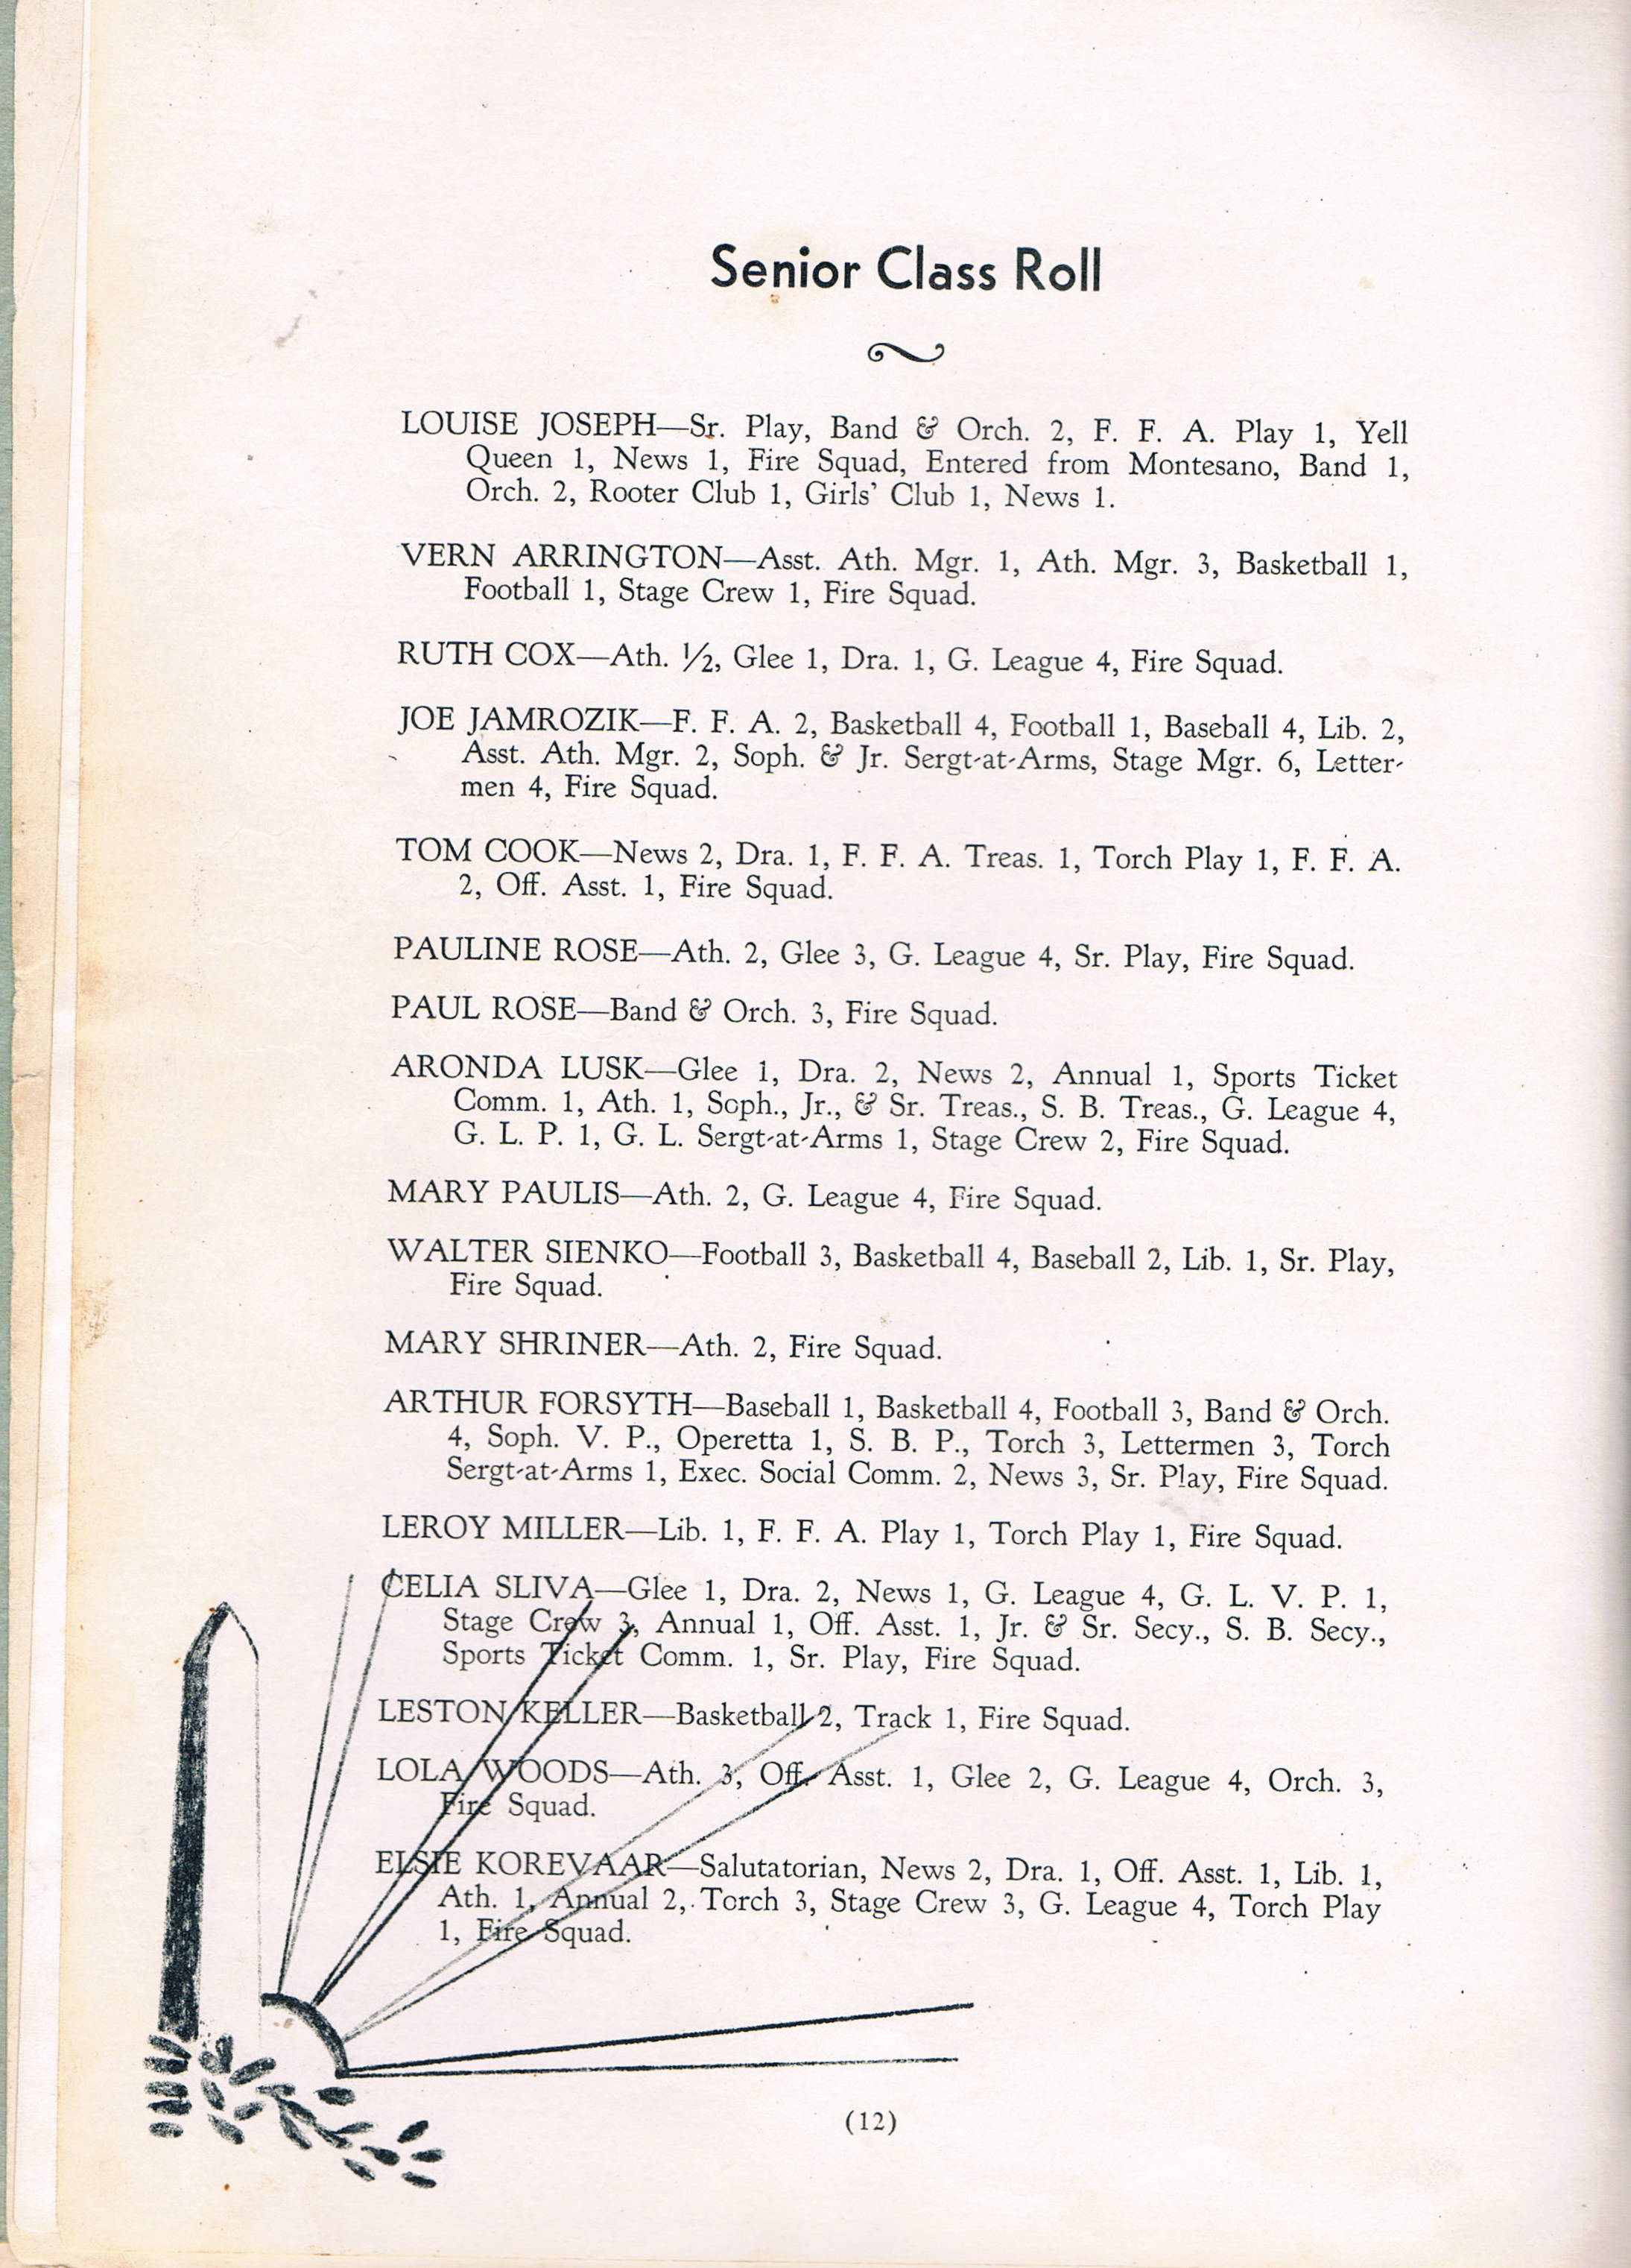 Senior Class Roll
LOUISE JOSEPH—Sr. Play, Band & Orch. 2, F. F. A. Play 1, Yell
Queen 1, News 1, Fire Squad, Entered from Montesano, Band 1,
Orch. 2, Rooter Club 1, Girls' Club 1, News 1.
VERN ARRINGTON—Asst. Ath. Mgr. 1, Ath. Mgr. 3, Basketball 1,
Football 1, Stage Crew 1, Fire Squad.
RUTH COX—Ath. ½, Glee 1, Dra. 1, G. League 4, Fire Squad.
JOE JAMROZIK—F. F. A. 2, Basketball 4, Football 1, Baseball 4, Lib. 2,
Asst. Ath. Mgr. 2, Soph. & Jr. Sergt-at-Arms, Stage Mgr. 6, Letter-
men 4, Fire Squad.
TOM COOK—News 2, Dra. 1, F. F. A. Treas. 1, Torch Play 1, F. F. A.
2, Off. Asst. 1, Fire Squad.
PAULINE ROSE—Ath. 2, Glee 3, G. League 4, Sr. Play, Fire Squad.
PAUL ROSE—Band & Orch. 3, Fire Squad.
ARONDA LUSK—Glee 1, Dra. 2, News 2, Annual 1, Sports Ticket
Comm. 1, Ath. 1, Soph., Jr., & Sr. Treas., S. B. Treas., G. League 4,
G. L. P. 1, G. L. Sergt-at-Arms 1, Stage Crew 2, Fire Squad.
MARY PAULIS—Ath. 2, G. League 4, Fire Squad.
WALTER SIENKO—Football 3, Basketball 4, Baseball 2, Lib. 1, Sr. Play,
Fire Squad.
MARY SHRINER—Ath. 2, Fire Squad.
ARTHUR FORSYTH—Baseball 1, Basketball 4, Football 3, Band & Orch.
4, Soph. V. P., Operetta 1, S. B. P., Torch 3, Lettermen 3, Torch
Sergt-at-Arms 1, Exec. Social Comm. 2, News 3, Sr. Play, Fire Squad.
LEROY MILLER—Lib. 1, F. F. A. Play 1, Torch Play 1, Fire Squad.
CELIA SLIVA—Glee 1, Dra. 2, News 1, G. League 4, G. L. V. P. 1,
Stage Crew 3, Annual 1, Off. Asst. 1, Jr. & Sr. Secy., S. B. Secy.,
Sports Ticket Comm. 1, Sr. Play, Fire Squad.
LESTON KELLER—Basketball 2, Track 1, Fire Squad.
LOLA WOODS—Ath. 3, Off. Asst. 1, Glee 2, G. League 4, Orch. 3,
Fire Squad.
ELSIE KOREVAAR—Salutatorian, News 2, Dra. 1, Off. Asst. 1, Lib. 1,
Ath. 1, Annual 2, Torch 3, Stage Crew 3, G. League 4, Torch Play
1, Fire Squad.
(12)